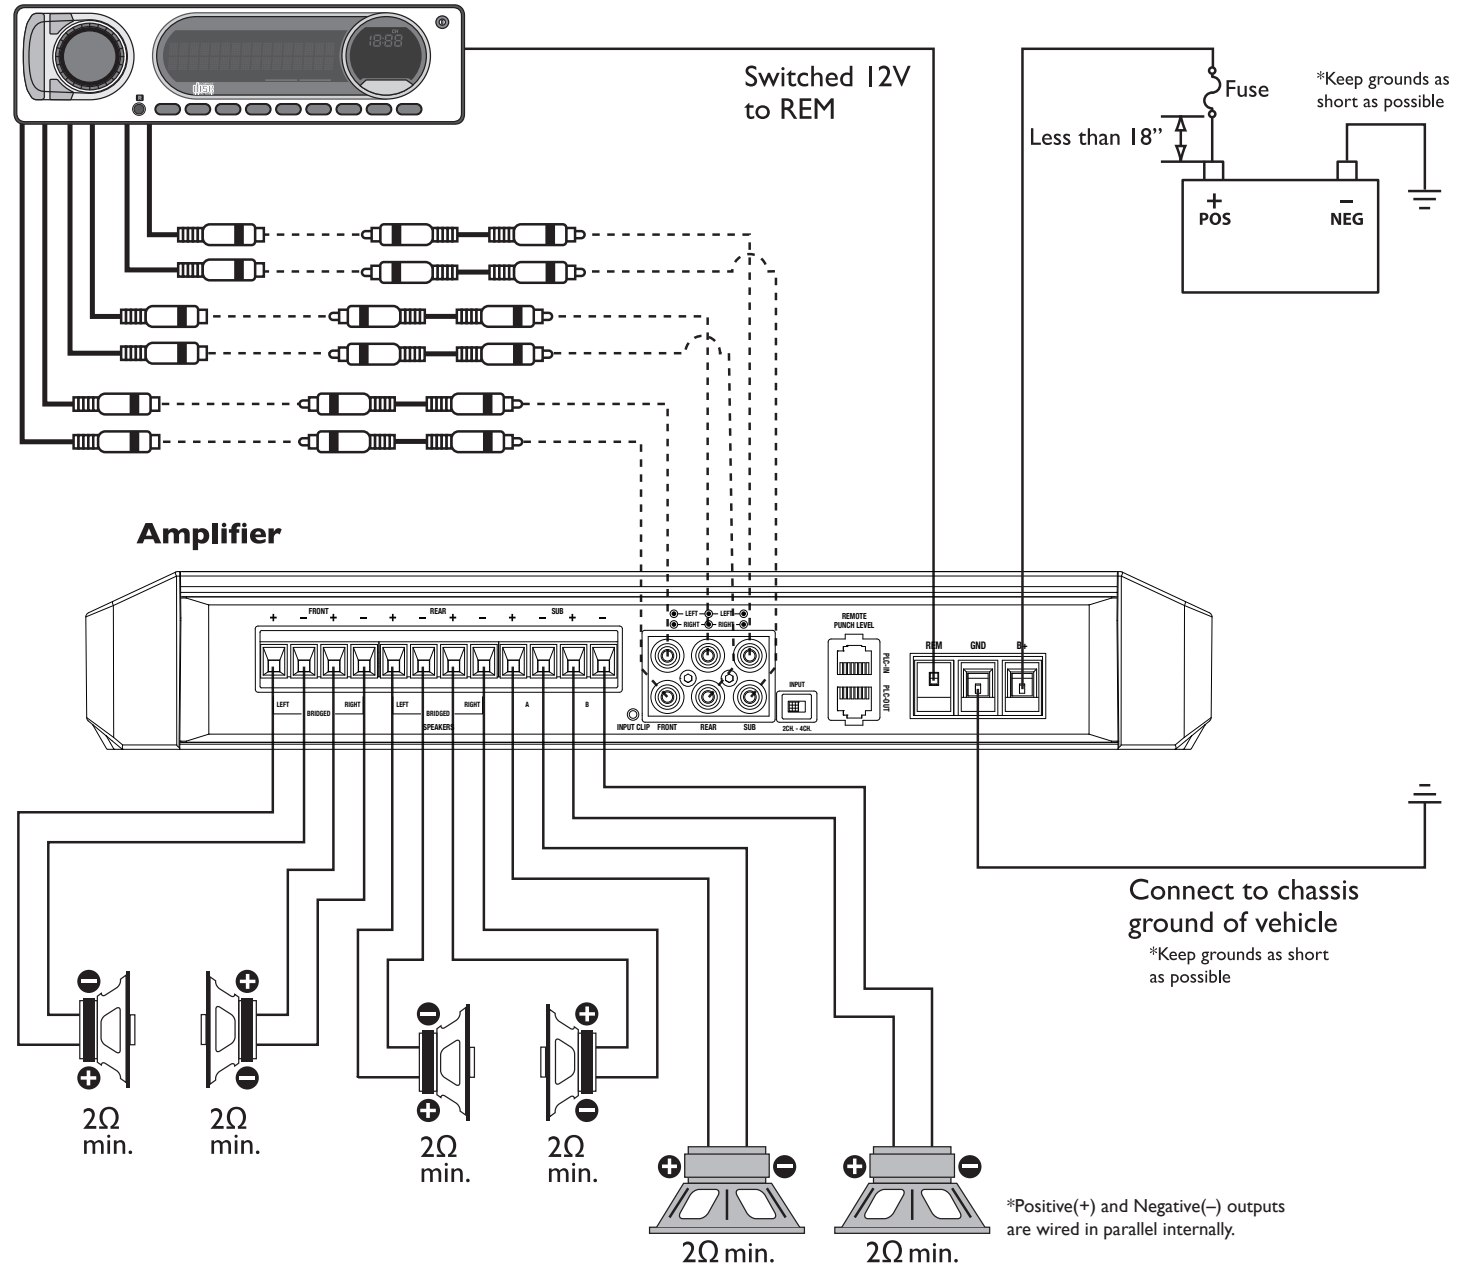 DISC
CH
18:88
Switched 12V
to REM
Fuse
*Keep grounds as
short as possible
Less than 18”
+
POS
–
NEG
Amplifier
FRONT
REAR
SUB
+ – + – + – + – + – + –
LEFT LEFT
RIGHT RIGHT
REMOTE
PUNCH LEVEL
REM GND B+
PLC-IN
PLC-OUT
INPUT
LEFT BRIDGED RIGHT
LEFT BRIDGED RIGHT
A
B
SPEAKERS
INPUT CLIP
FRONT REAR SUB
2CH. - 4CH.
Connect to chassis
ground of vehicle
*Keep grounds as short
as possible
–
+
2Ω
min.
+
–
2Ω
min.
–
+
2Ω
min.
+
–
2Ω
min.
+ –
2Ω min.
+ –
2Ω min.
*Positive(+) and Negative(–) outputs
are wired in parallel internally.